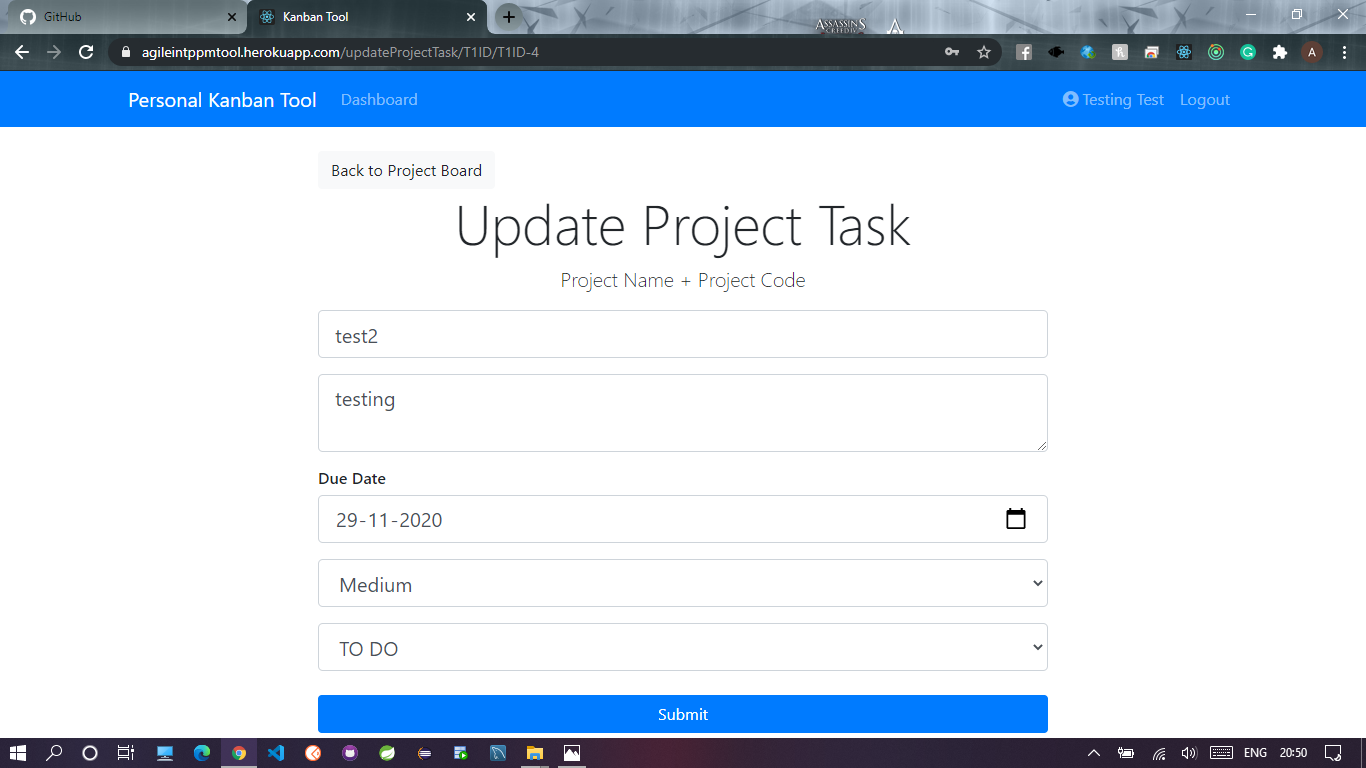 GitHub
Kanban Tool
ASSASSINS
CREED IV
agileintppmtool.herokuapp.com/updateProjectTask/T1ID/T1ID-4
A
Personal Kanban Tool
Dashboard
Testing Test
Logout
Back to Project Board
Update Project Task
Project Name + Project Code
test2
testing
Due Date
29-11-2020
Medium
TO DO
Submit
ENG
20:50